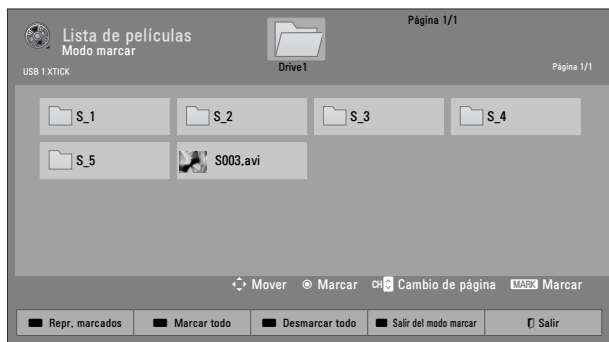 Lista de películas
Página 1/1
Modo marcar
USB 1 XTICK
Drive1
Página 1/1
S_1
S_2
S_3
S_4
S_5
S003.avi
Mover Marcar CH Cambio de página MARK Marcar
Repr. marcados Marcar todo Desmarcar todo Salir del modo marcar Salir